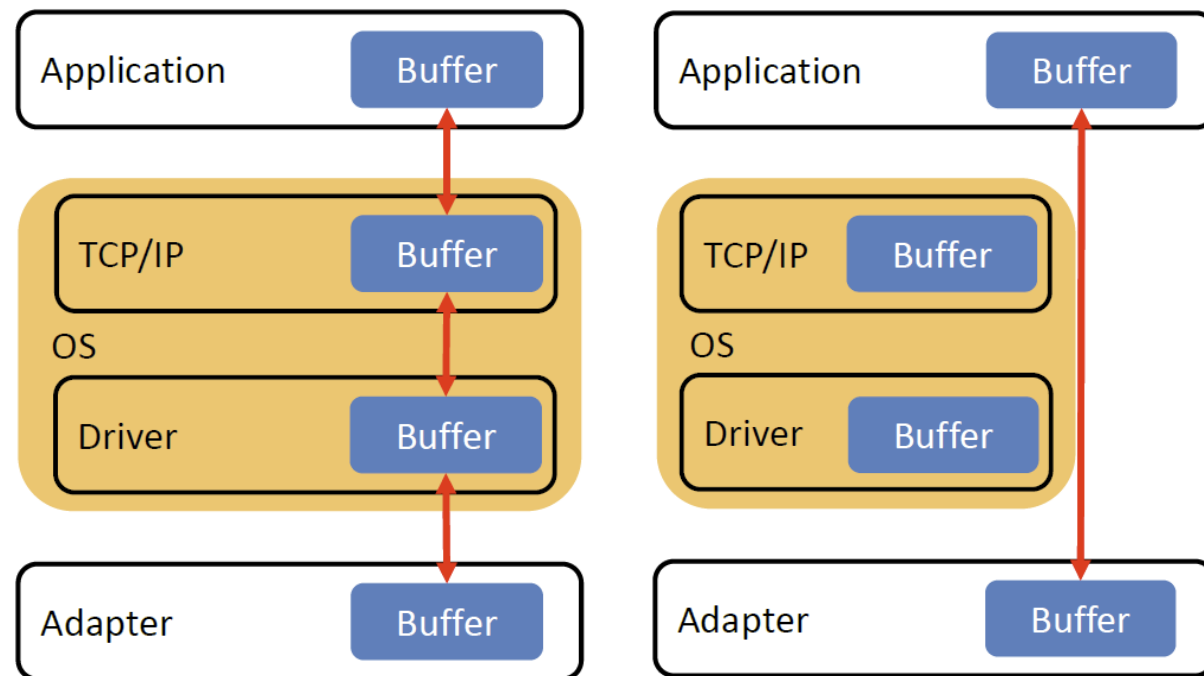 Application Buffer
TCP/IP Buffer
OS
Driver Buffer
Adapter Buffer
Application Buffer
TCP/IP Buffer
OS
Driver Buffer
Adapter Buffer